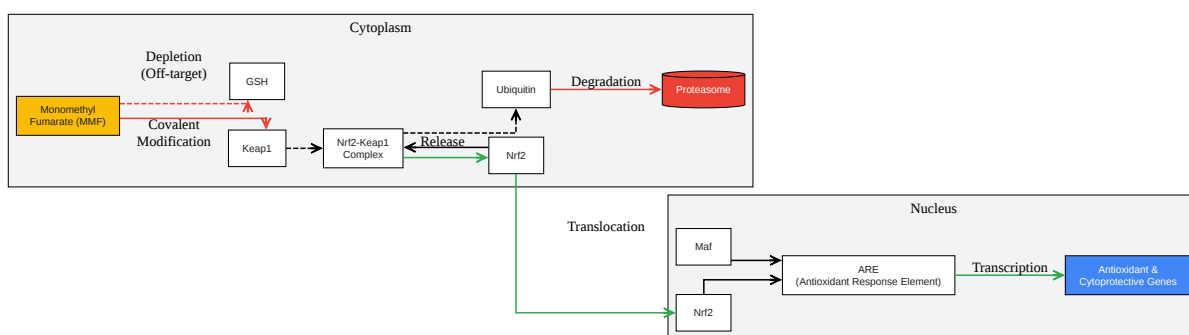 Cytoplasm
Depletion
(Off-target)
GSH
Ubiquitin
Degradation
Proteasome
Monomethyl
Fumarate (MMF)
Covalent
Modification
Keap1
Nrf2-Keap1
Complex
Release
Nrf2
Nucleus
Translocation
Maf
ARE
(Antioxidant Response Element)
Transcription
Antioxidant &
Cytoprotective Genes
Nrf2